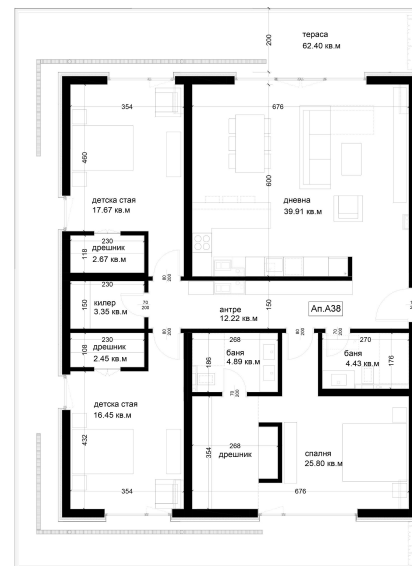 200
тераса
62.40 кв.м
354
676
460
600
детска стая
17.67 кв.м
дневна
39.91 кв.м
230
дрешник
2.67 кв.м
118
80
200
80
200
230
килер
3.35 кв.м
150
70
200
антре
12.22 кв.м
150
Ап.А38
80
200
80
200
70
200
230
дрешник
2.45 кв.м
108
268
баня
4.89 кв.м
186
270
баня
4.43 кв.м
176
70
200
детска стая
16.45 кв.м
432
354
268
дрешник
354
спалня
25.80 кв.м
676